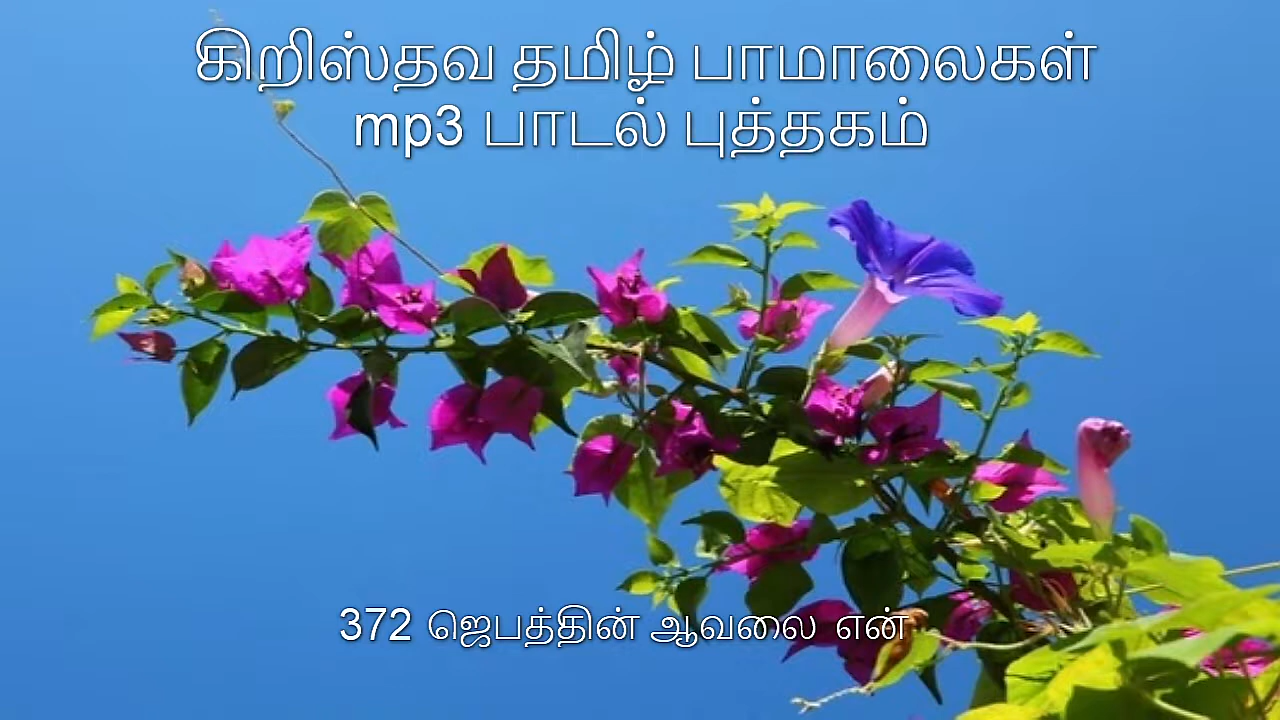 கிறிஸ்தவ தமிழ் பாமாலைகள்
mp3 பாடல் புத்தகம்
372 ஜெபத்தின் ஆவலை என்